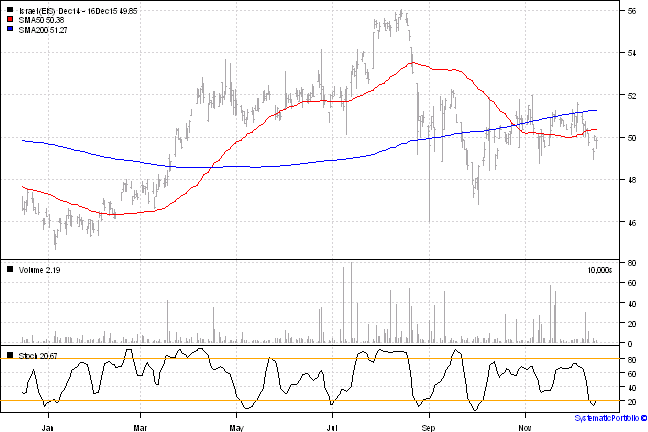 Israel (EIS) Dec14 - 16Dec15 49.85
SMA50 50.38
SMA200 51.27
56
54
52
50
48
46
Volume 2.19
10,000s
80
60
40
20
0
Stoch 20.67
80
60
40
20
Jan Mar May Jul Sep Nov
SystematicPortfolio ©